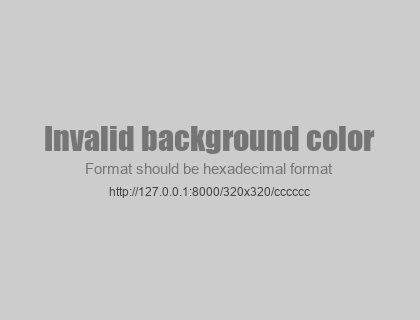 Invalid background color
Format should be hexadecimal format
http://127.0.0.1:8000/320x320/cccccc